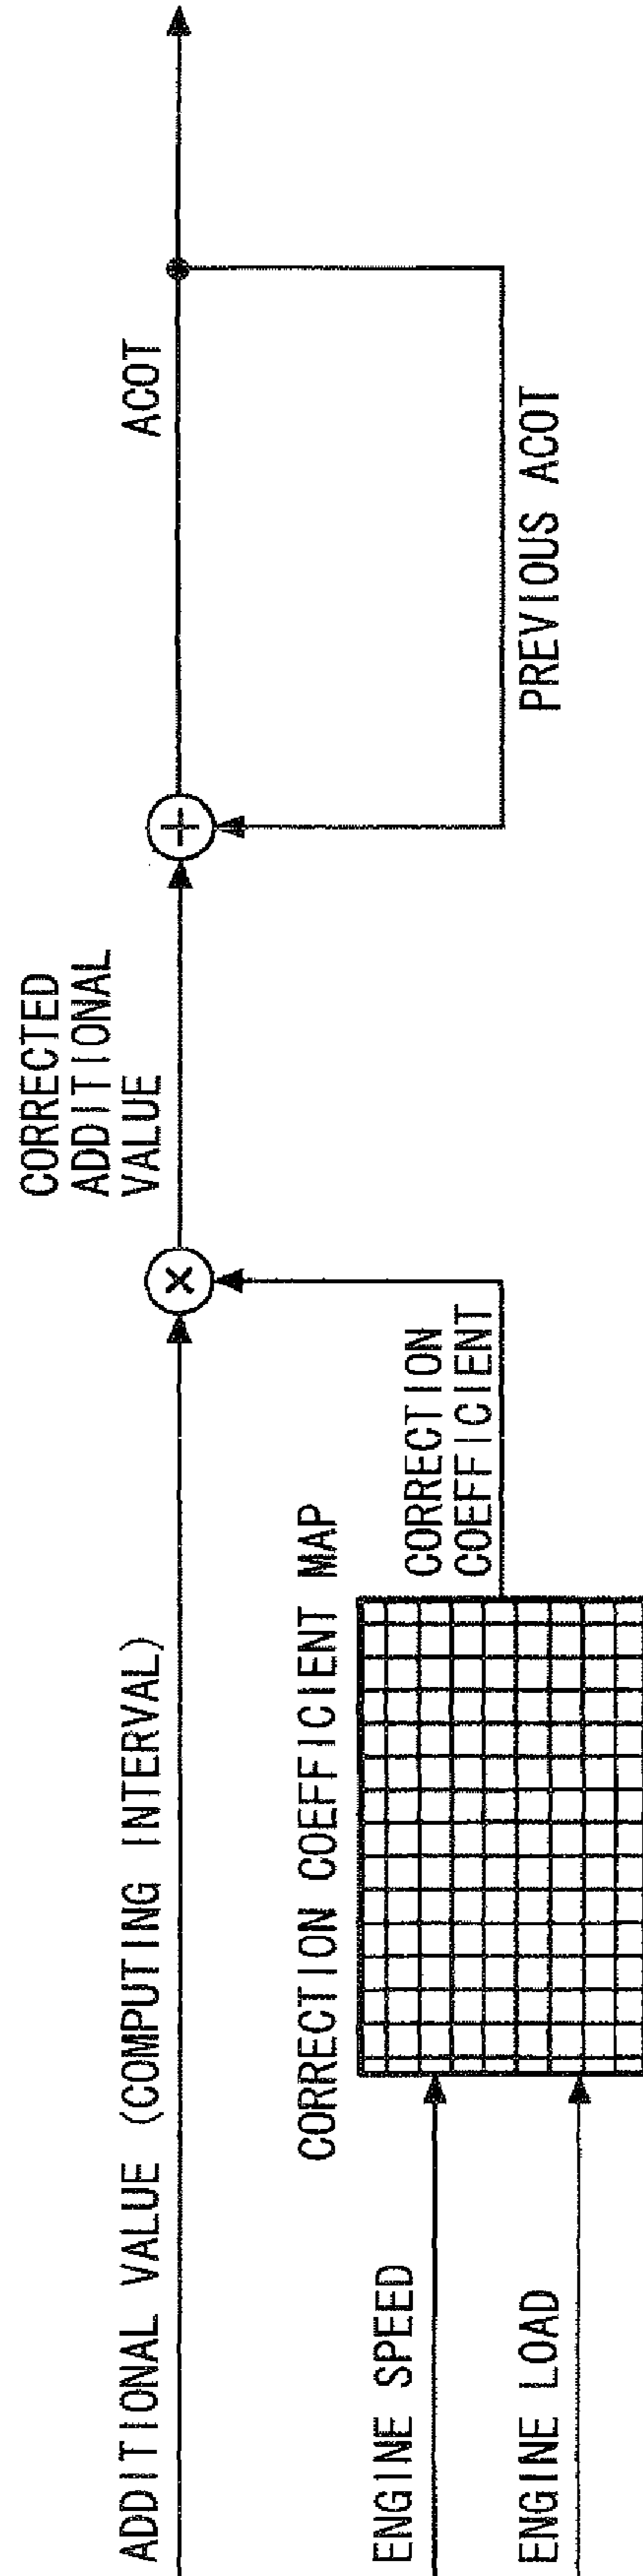 ADDITIONAL VALUE (COMPUTING INTERVAL)
CORRECTED
ADDITIONAL
VALUE
ACOT
CORRECTION COEFFICIENT MAP
ENGINE SPEED
ENGINE LOAD
CORRECTION
COEFFICIENT
PREVIOUS ACOT